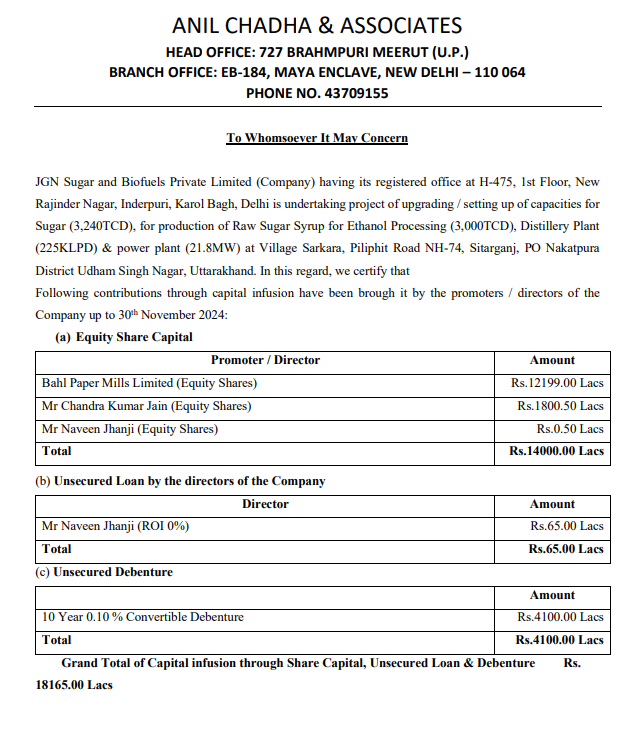 ANIL CHADHA & ASSOCIATES
HEAD OFFICE: 727 BRAHMPURI MEERUT (U.P.)
BRANCH OFFICE: EB-184, MAYA ENCLAVE, NEW DELHI – 110 064
PHONE NO. 43709155
To Whomsoever It May Concern
JGN Sugar and Biofuels Private Limited (Company) having its registered office at H-475, 1st Floor, New
Rajinder Nagar, Inderpuri, Karol Bagh, Delhi is undertaking project of upgrading / setting up of capacities for
Sugar (3,240TCD), for production of Raw Sugar Syrup for Ethanol Processing (3,000TCD), Distillery Plant
(225KLPD) & power plant (21.8MW) at Village Sarkara, Piliphit Road NH-74, Sitarganj, PO Nakatpura
District Udham Singh Nagar, Uttarakhand. In this regard, we certify that
Following contributions through capital infusion have been brough it by the promoters / directors of the
Company up to 30th November 2024:
(a) Equity Share Capital
Promoter / Director Amount
Bahl Paper Mills Limited (Equity Shares) Rs.12199.00 Lacs
Mr Chandra Kumar Jain (Equity Shares) Rs.1800.50 Lacs
Mr Naveen Jhanji (Equity Shares) Rs.0.50 Lacs
Total Rs.14000.00 Lacs
(b) Unsecured Loan by the directors of the Company
Director Amount
Mr Naveen Jhanji (ROI 0%) Rs.65.00 Lacs
Total Rs.65.00 Lacs
(c) Unsecured Debenture
Amount
10 Year 0.10 % Convertible Debenture Rs.4100.00 Lacs
Total Rs.4100.00 Lacs
Grand Total of Capital infusion through Share Capital, Unsecured Loan & Debenture Rs.
18165.00 Lacs